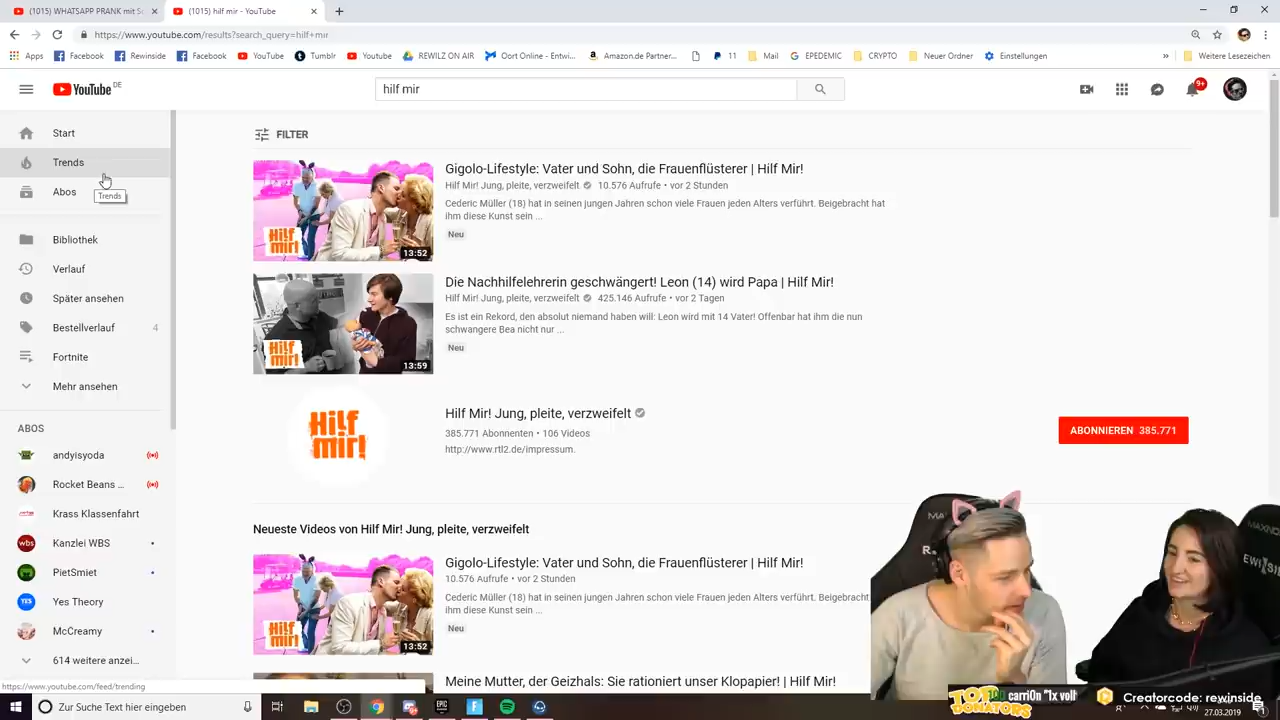 (1015) WHATSAPP PRANK mit S
(1015) hilf mir - YouTube
https://www.youtube.com/results?search_query=hilf+mir
Apps Facebook Rewinside Facebook YouTube Tumblr Youtube REWILZ ON AIR Oort Online - Entwi... Amazon.de Partner... 11 Mail EPEDEMIC CRYPTO Neuer Ordner Einstellungen » Weitere Lesezeichen
YouTube DE
hilf mir
9+
Start
Trends
Trends
Abos
Bibliothek
Verlauf
Später ansehen
Bestellverlauf 4
Fortnite
Mehr ansehen
ABOS
andyisyoda
Rocket Beans ...
Krass Klassenfahrt
wbs Kanzlei WBS
PietSmiet
YES Yes Theory
McCreamy
614 weitere anzei...
https://www.youtube.com/feed/trending
FILTER
Hilf mir!
13:52
Gigolo-Lifestyle: Vater und Sohn, die Frauenflüsterer | Hilf Mir!
Hilf Mir! Jung, pleite, verzweifelt 10.576 Aufrufe • vor 2 Stunden
Cederic Müller (18) hat in seinen jungen Jahren schon viele Frauen jeden Alters verführt. Beigebracht hat
ihm diese Kunst sein ...
Neu
Hilf mir!
13:59
Die Nachhilfelehrerin geschwängert! Leon (14) wird Papa | Hilf Mir!
Hilf Mir! Jung, pleite, verzweifelt 425.146 Aufrufe • vor 2 Tagen
Es ist ein Rekord, den absolut niemand haben will: Leon wird mit 14 Vater! Offenbar hat ihm die nun
schwangere Bea nicht nur ...
Neu
Hilf
mir!
Hilf Mir! Jung, pleite, verzweifelt
385.771 Abonnenten • 106 Videos
http://www.rtl2.de/impressum.
ABONNIEREN 385.771
Neueste Videos von Hilf Mir! Jung, pleite, verzweifelt
Hilf mir!
13:52
Gigolo-Lifestyle: Vater und Sohn, die Frauenflüsterer | Hilf Mir!
10.576 Aufrufe • vor 2 Stunden
Cederic Müller (18) hat in seinen jungen Jahren schon viele Frauen jeden Alters verführt. Beigebracht
ihm diese Kunst sein ...
Neu
Meine Mutter, der Geizhals: Sie rationiert unser Klopapier! | Hilf Mir!
Zur Suche Text hier eingeben
EPIC
DONATORS
carri0n "1x voll
Creatorcode: rewinside
27.03.2019